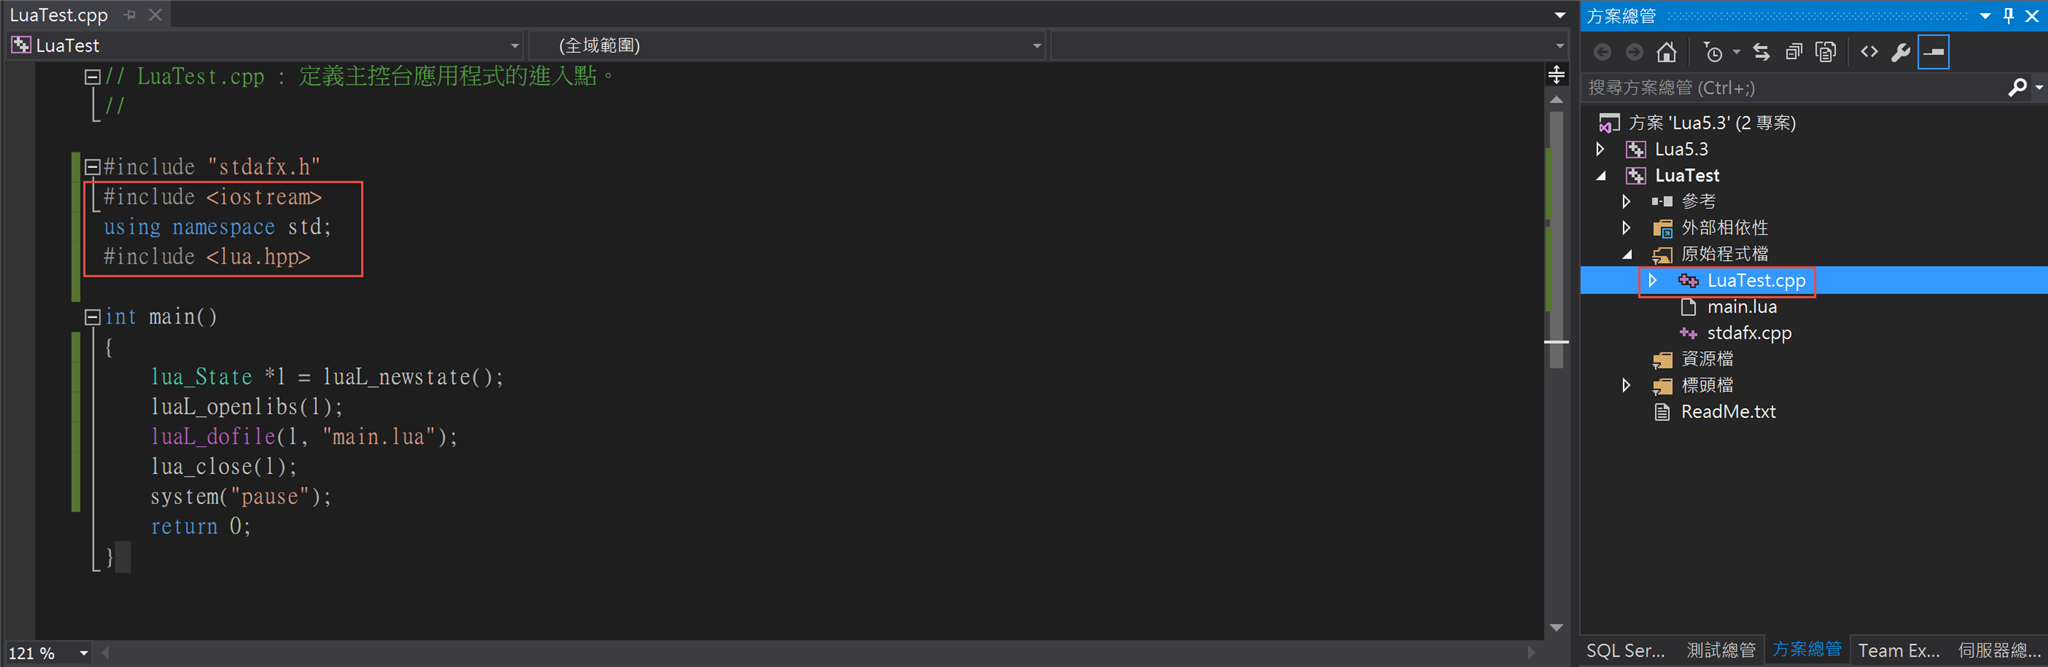 LuaTest.cpp
LuaTest
(全域範圍)
// LuaTest.cpp : 定義主控台應用程式的進入點。
//
#include "stdafx.h"
#include <iostream>
using namespace std;
#include <lua.hpp>
int main()
{
lua_State *l = luaL_newstate();
luaL_openlibs(l);
luaL_dofile(l, "main.lua");
lua_close(l);
system("pause");
return 0;
}
121 %
方案總管
搜尋方案總管 (Ctrl+;)
方案 'Lua5.3' (2 專案)
Lua5.3
LuaTest
參考
外部相依性
原始程式檔
LuaTest.cpp
main.lua
stdafx.cpp
資源檔
標頭檔
ReadMe.txt
SQL Ser...
測試總管
方案總管
Team Ex...
伺服器總...